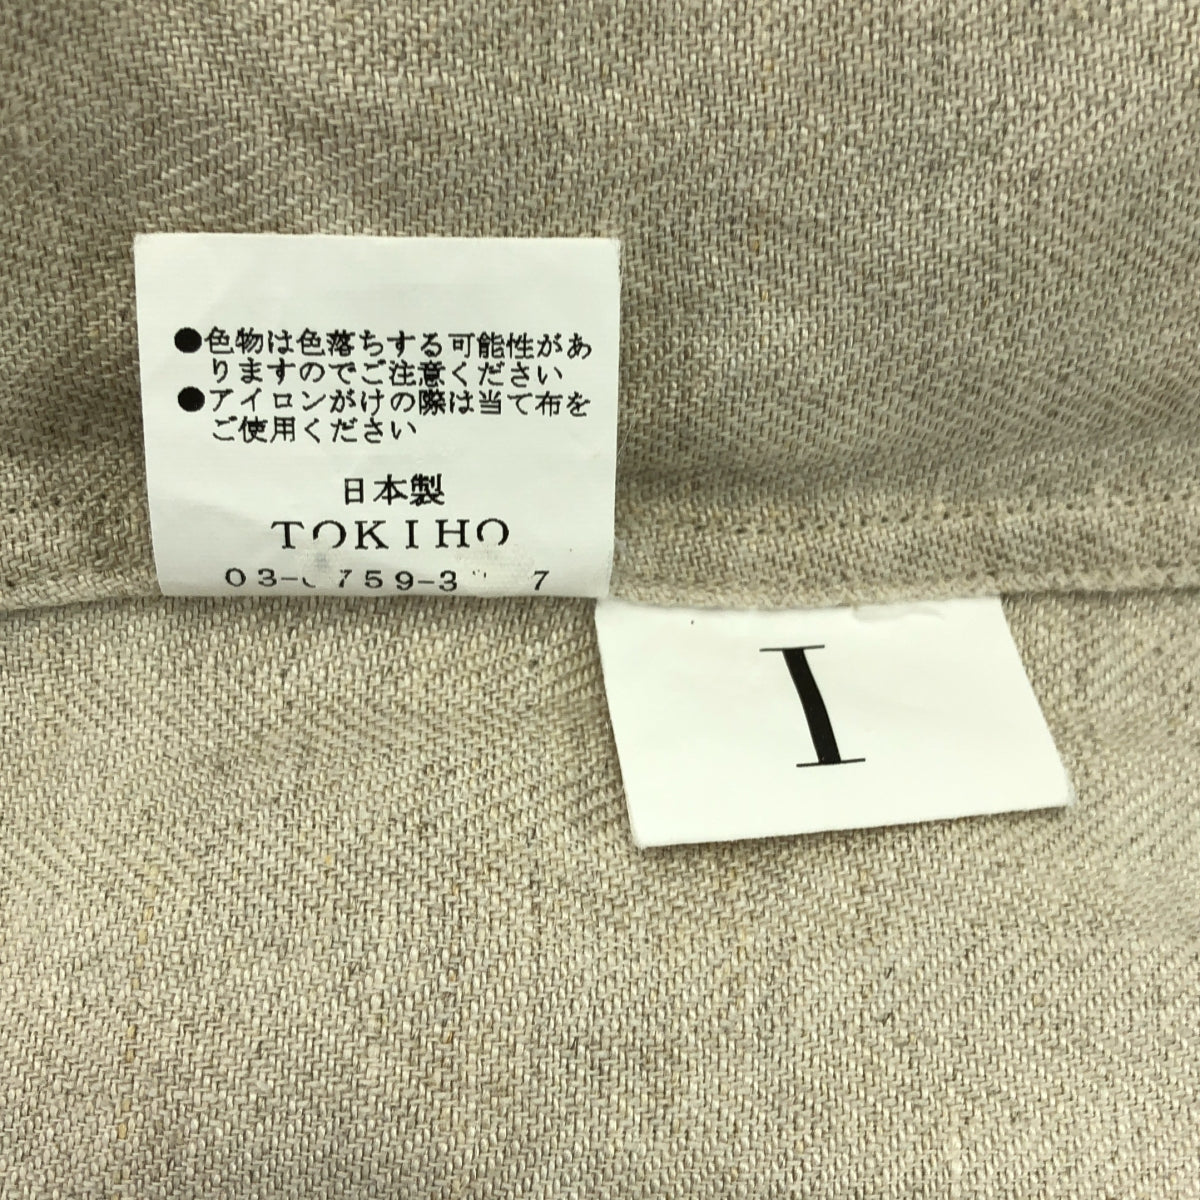 ●色物は色落ちする可能性があ
りますのでご注意ください
●アイロンがけの際は当て布を
ご使用ください
日本製
TOKIHO
I